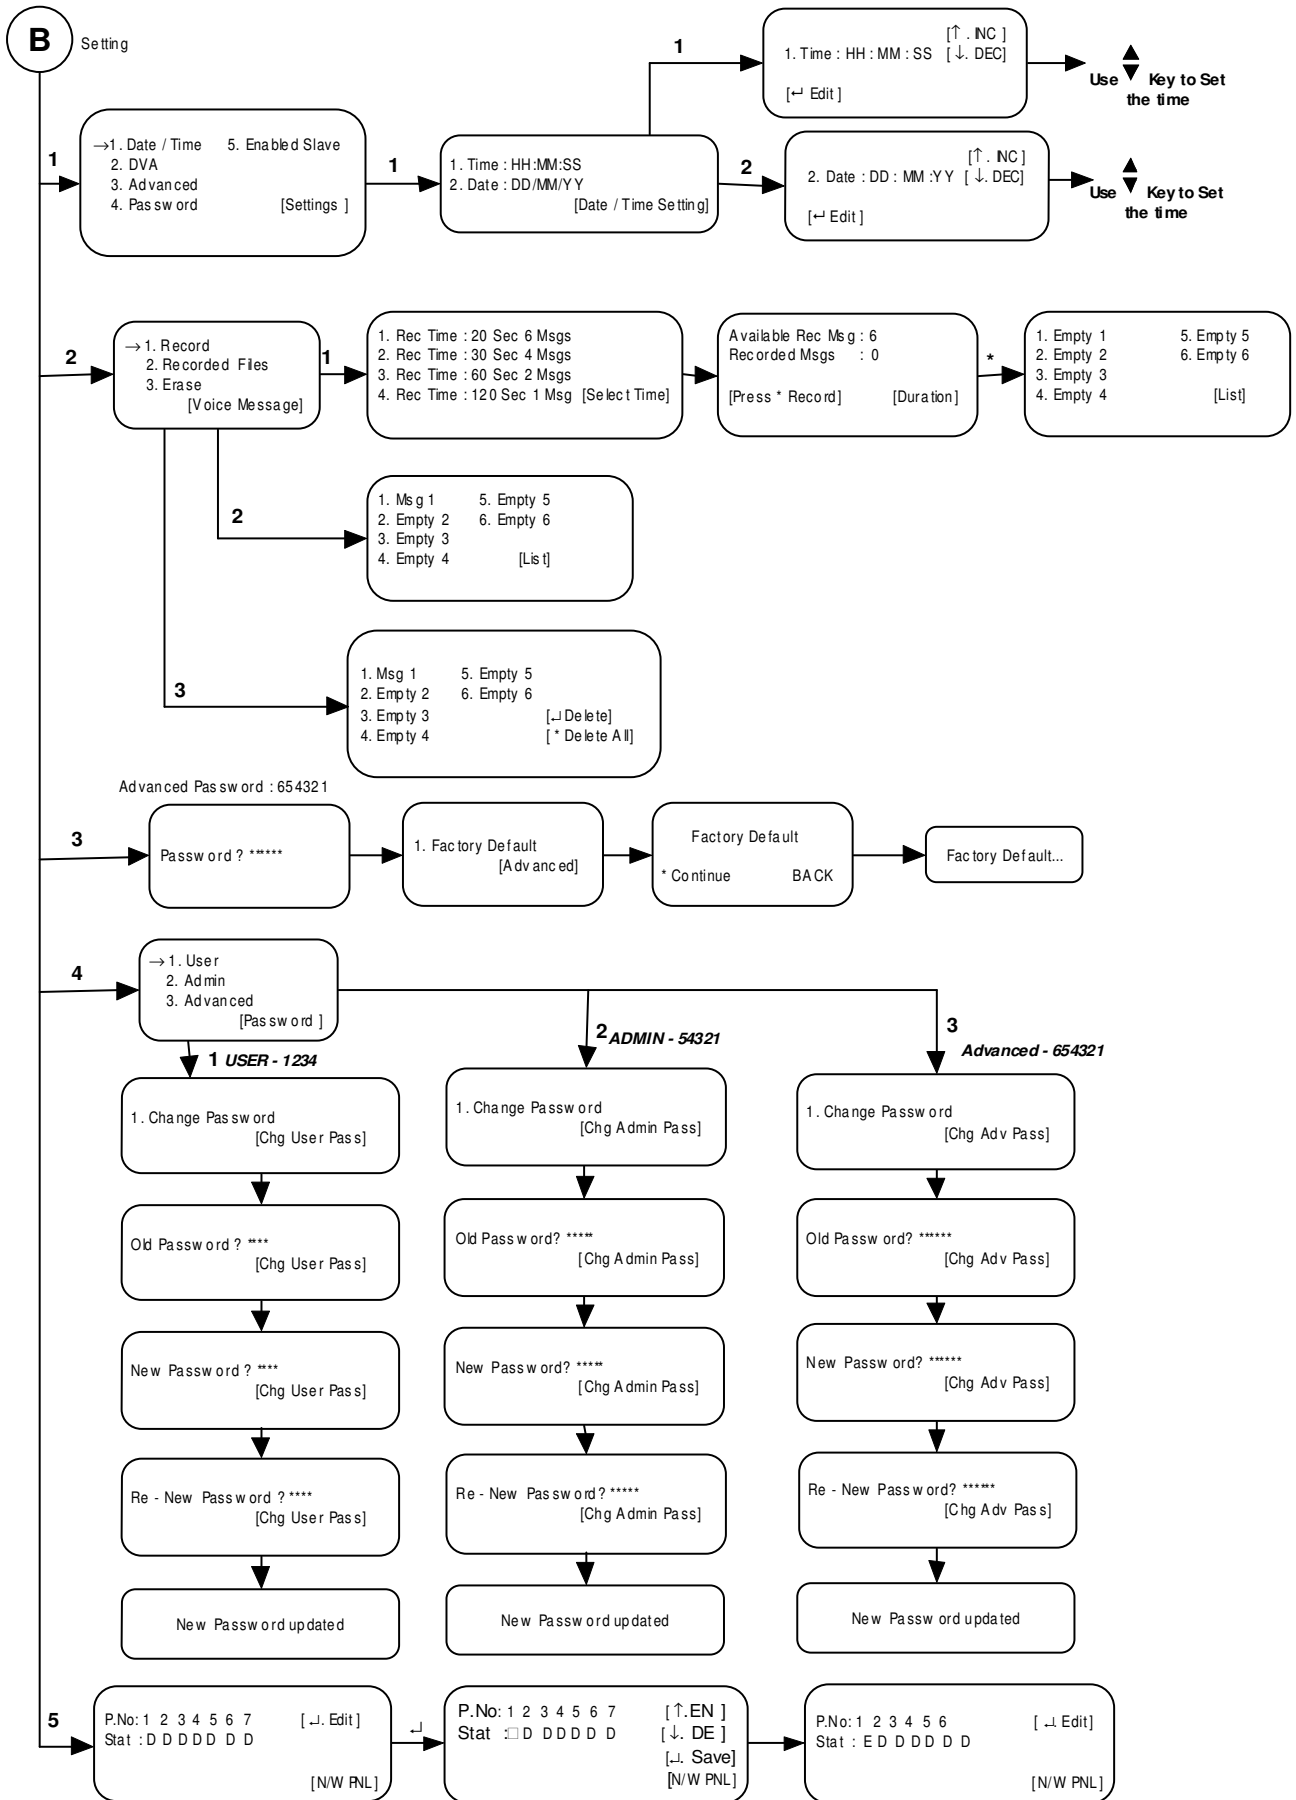 B Setting
1
→1. Date / Time 5. Enabled Slave
2. DVA
3. Advanced
4. Password [Settings ]
1
1. Time : HH:MM:SS
2. Date : DD/MM/YY
[Date / Time Setting]
1
[↑ . INC ]
1. Time : HH : MM : SS [ ↓. DEC]
[↵ Edit ]
Use ▲▼ Key to Set
the time
2
[↑ . INC ]
2. Date : DD : MM :YY [ ↓. DEC]
[↵ Edit ]
Use ▲▼ Key to Set
the time
2
→ 1. Record
2. Recorded Files
3. Erase
[Voice Message]
1
1. Rec Time : 20 Sec 6 Msgs
2. Rec Time : 30 Sec 4 Msgs
3. Rec Time : 60 Sec 2 Msgs
4. Rec Time : 120 Sec 1 Msg [Select Time]
Available Rec Msg : 6
Recorded Msgs : 0
[Press * Record] [Duration]
*
1. Empty 1 5. Empty 5
2. Empty 2 6. Empty 6
3. Empty 3
4. Empty 4 [List]
2
1. Msg 1 5. Empty 5
2. Empty 2 6. Empty 6
3. Empty 3
4. Empty 4 [List]
3
1. Msg 1 5. Empty 5
2. Empty 2 6. Empty 6
3. Empty 3 [↵ Delete]
4. Empty 4 [ * Delete All]
Advanced Password : 654321
3
Password ? ******
1. Factory Default
[Advanced]
Factory Default
* Continue BACK
Factory Default...
4
→ 1. User
2. Admin
3. Advanced
[Password ]
1 USER - 1234
1. Change Password
[Chg User Pass]
Old Password ? ****
[Chg User Pass]
New Password ? ****
[Chg User Pass]
Re - New Password ? ****
[Chg User Pass]
New Password updated
2 ADMIN - 54321
1. Change Password
[Chg Admin Pass]
Old Password? *****
[Chg Admin Pass]
New Password? *****
[Chg Admin Pass]
Re - New Password? *****
[Chg Admin Pass]
New Password updated
3
Advanced - 654321
1. Change Password
[Chg Adv Pass]
Old Password? ******
[Chg Adv Pass]
New Password? ******
[Chg Adv Pass]
Re - New Password? ******
[Chg Adv Pass]
New Password updated
5
P.No: 1 2 3 4 5 6 7 [ ↵. Edit ]
Stat : D D D D D D D
[N/W PNL]
↵
P.No: 1 2 3 4 5 6 7 [↑.EN ]
Stat :□ D D D D D D [↓. DE ]
[↵. Save]
[N/W PNL]
P.No: 1 2 3 4 5 6 [ ↵ Edit]
Stat : E D D D D D D
[N/W PNL]